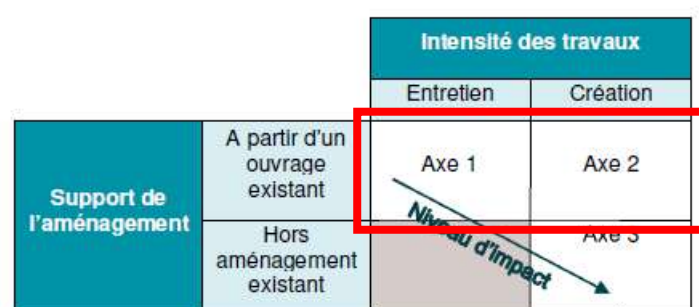 Intensité des travaux
Entretien
Création
Support de
l'aménagement
A partir d'un
ouvrage
existant
Axe 1
Axe 2
Hors
aménagement
existant
Axe 3
Niveau d'impact